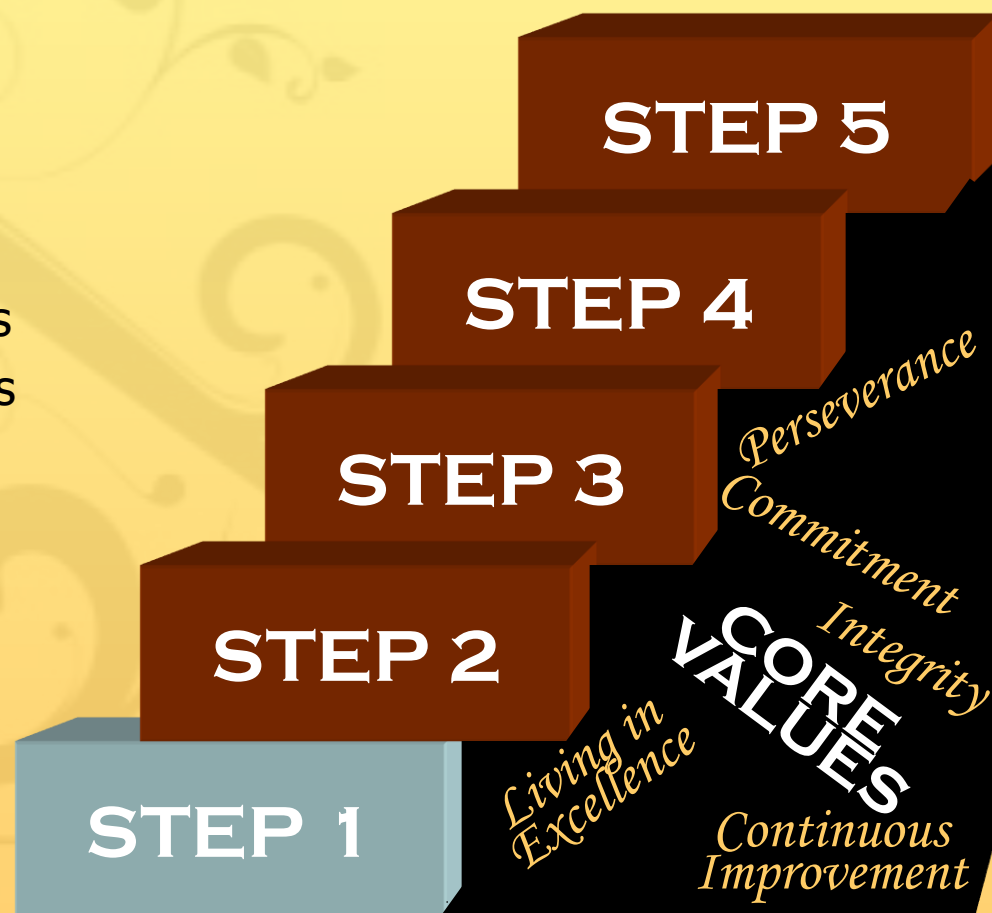 STEP 5
STEP 4
s
s
Perseverance
STEP 3
Commitment
Integrity
CORE
VALUES
STEP 2
Living in
Excellence
STEP 1
Continuous
Improvement